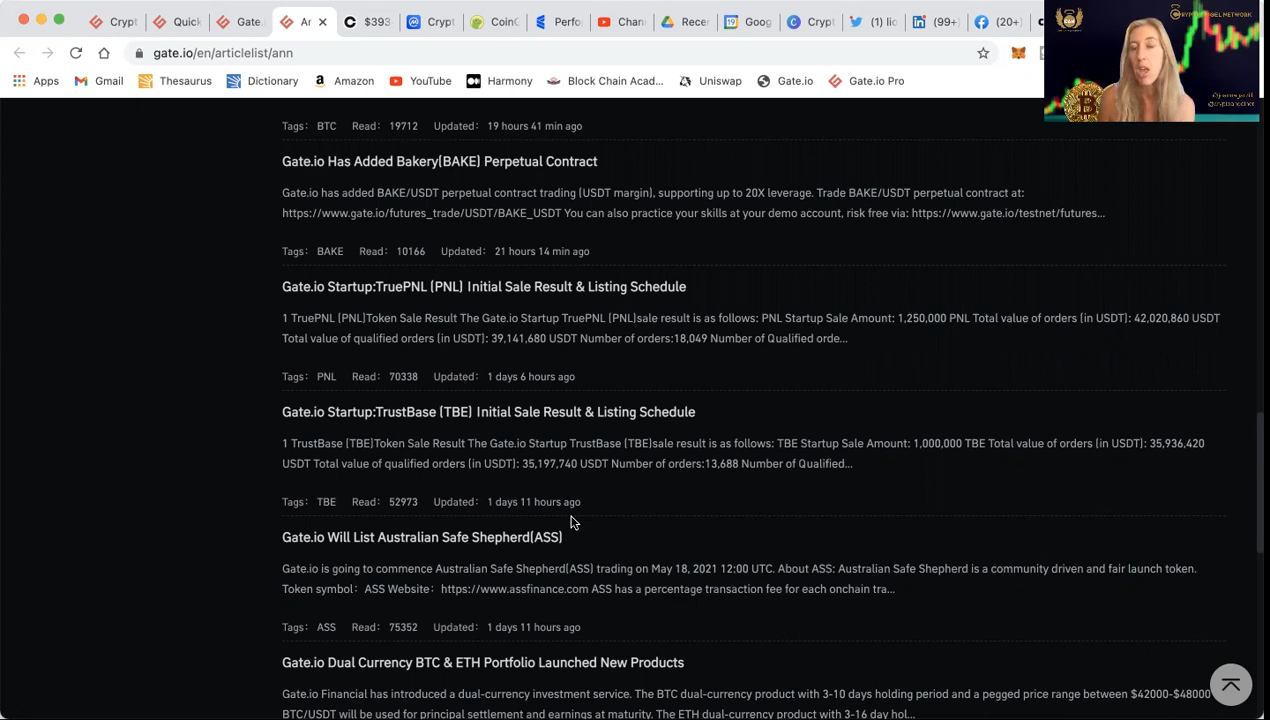 Crypt
Quick
Gate.
Ar
$393
Crypt
CoinG
Perfo
Chan
Recer
Goog
Crypt
(1) lio
(99+)
(20+)
gate.io/en/articlelist/ann
Apps
Gmail
Thesaurus
Dictionary
Amazon
YouTube
Harmony
Block Chain Acad...
Uniswap
Gate.io
Gate.io Pro
Tags： BTC Read： 19712 Updated： 19 hours 41 min ago
Gate.io Has Added Bakery(BAKE) Perpetual Contract
Gate.io has added BAKE/USDT perpetual contract trading (USDT margin), supporting up to 20X leverage. Trade BAKE/USDT perpetual contract at:
https://www.gate.io/futures_trade/USDT/BAKE_USDT You can also practice your skills at your demo account, risk free via: https://www.gate.io/testnet/futures...
Tags： BAKE Read： 10166 Updated： 21 hours 14 min ago
Gate.io Startup:TruePNL (PNL) Initial Sale Result & Listing Schedule
1 TruePNL (PNL)Token Sale Result The Gate.io Startup TruePNL (PNL)sale result is as follows: PNL Startup Sale Amount: 1,250,000 PNL Total value of orders (in USDT): 42,020,860 USDT
Total value of qualified orders (in USDT): 39,141,680 USDT Number of orders:18,049 Number of Qualified orde...
Tags： PNL Read： 70338 Updated： 1 days 6 hours ago
Gate.io Startup:TrustBase (TBE) Initial Sale Result & Listing Schedule
1 TrustBase (TBE)Token Sale Result The Gate.io Startup TrustBase (TBE)sale result is as follows: TBE Startup Sale Amount: 1,000,000 TBE Total value of orders (in USDT): 35,936,420
USDT Total value of qualified orders (in USDT): 35,197,740 USDT Number of orders:13,688 Number of Qualified...
Tags： TBE Read： 52973 Updated： 1 days 11 hours ago
Gate.io Will List Australian Safe Shepherd(ASS)
Gate.io is going to commence Australian Safe Shepherd(ASS) trading on May 18, 2021 12:00 UTC. About ASS: Australian Safe Shepherd is a community driven and fair launch token.
Token symbol： ASS Website： https://www.assfinance.com ASS has a percentage transaction fee for each onchain tra...
Tags： ASS Read： 75352 Updated： 1 days 11 hours ago
Gate.io Dual Currency BTC & ETH Portfolio Launched New Products
Gate.io Financial has introduced a dual-currency investment service. The BTC dual-currency product with 3-10 days holding period and a pegged price range between $42000-$48000
BTC/USDT will be used for principal settlement and earnings at maturity. The ETH dual-currency product with 3-16 day hol...